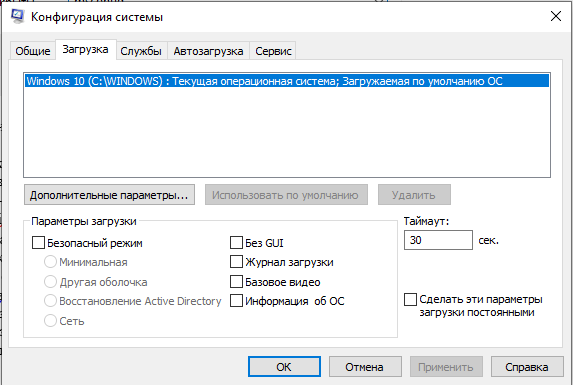 Конфигурация системы
Общие Загрузка Службы Автозагрузка Сервис
Windows 10 (C:\WINDOWS) : Текущая операционная система; Загружаемая по умолчанию ОС
Дополнительные параметры... Использовать по умолчанию Удалить
Параметры загрузки
Безопасный режим
Минимальная
Другая оболочка
Восстановление Active Directory
Сеть
Без GUI
Журнал загрузки
Базовое видео
Информация об ОС
Таймаут:
30 сек.
Сделать эти параметры
загрузки постоянными
ОК Отмена Применить Справка